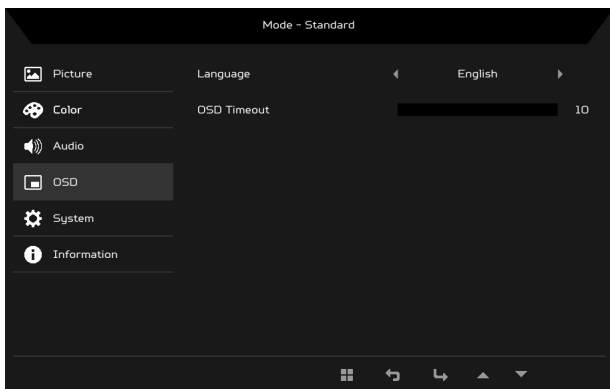 Mode - Standard
Picture
Language
English
Color
OSD Timeout
10
Audio
OSD
System
Information